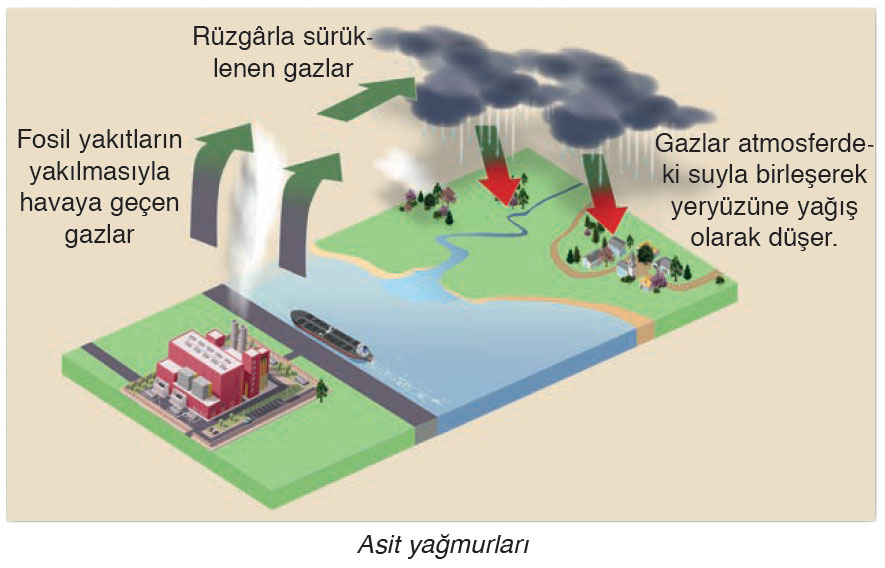 Rüzgârla sürük-
lenen gazlar
Fosil yakıtların
yakılmasıyla
havaya geçen
gazlar
Gazlar atmosferde-
ki suyla birleşerek
yeryüzüne yağış
olarak düşer.
Asit yağmurları